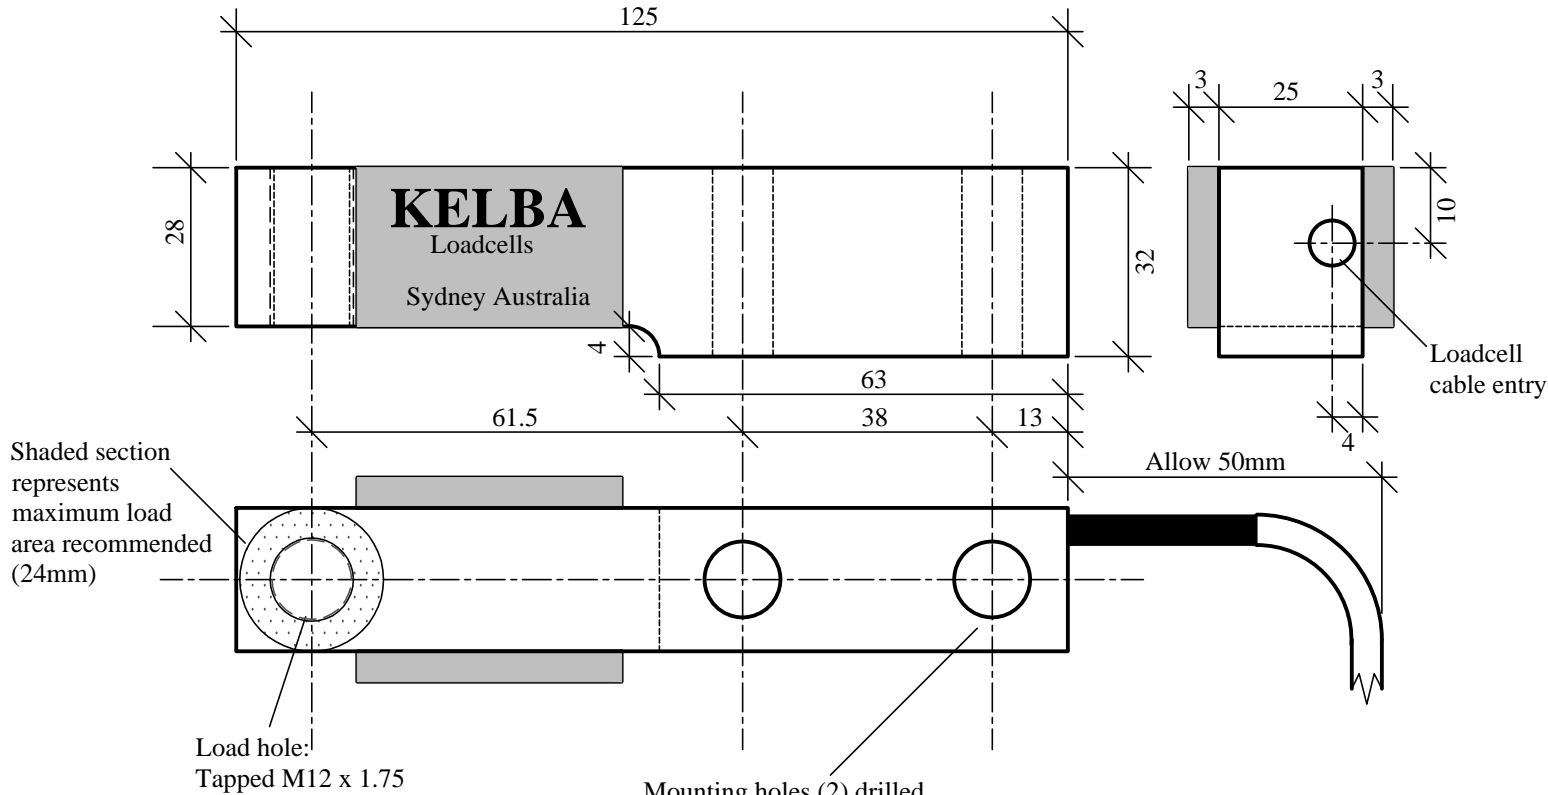 125
3
25
3
KELBA
Loadcells
Sydney Australia
28
32
10
4
63
Loadcell
cable entry
61.5
38
13
4
Allow 50mm
Shaded section
represents
maximum load
area recommended
(24mm)
Load hole:
Tapped M12 x 1.75
Mounting holes (2) drilled